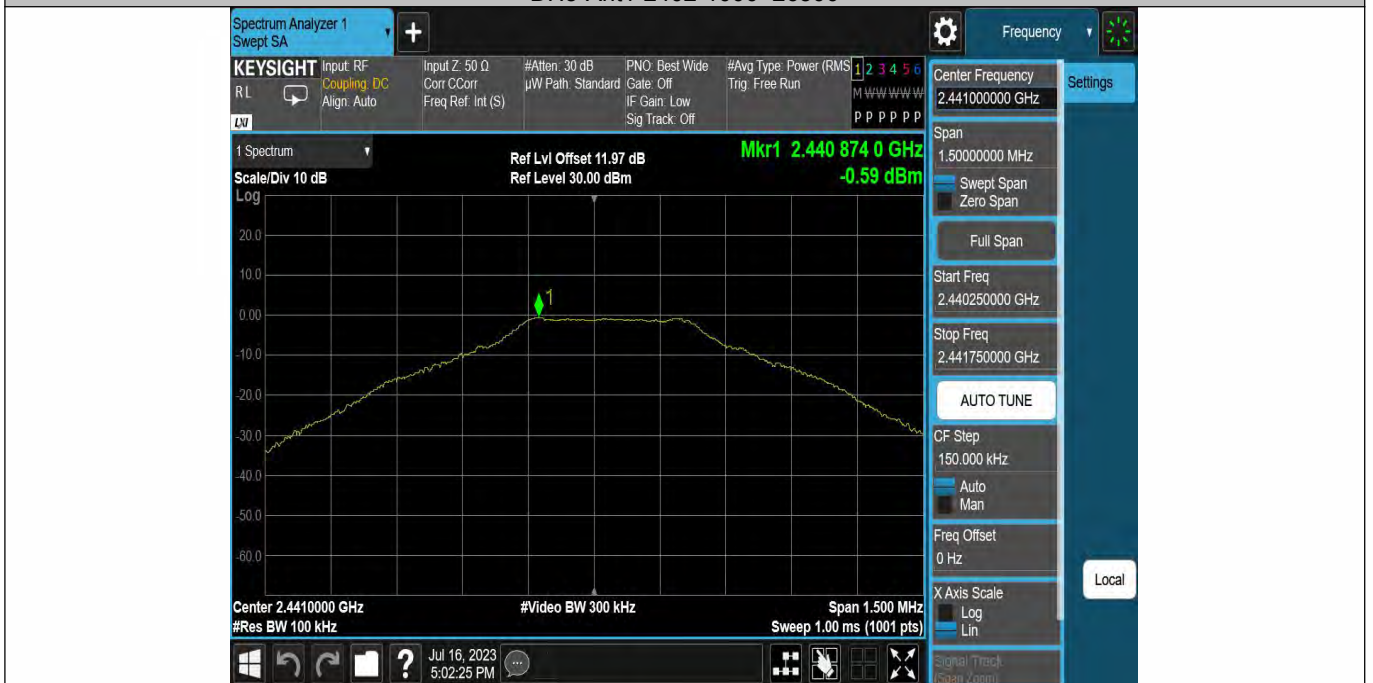 Spectrum Analyzer 1
Swept SA
+
Frequency
KEYSIGHT
RL
LXI
Input: RF
Coupling: DC
Align: Auto
Input Z: 50 Ω
Corr CCorr
Freq Ref: Int (S)
#Atten: 30 dB
µW Path: Standard
PNO: Best Wide
Gate: Off
IF Gain: Low
Sig Track: Off
#Avg Type: Power (RMS
Trig: Free Run
1 2 3 4 5 6
M W W W W W
P P P P P P
Center Frequency
2.441000000 GHz
Settings
1 Spectrum
Scale/Div 10 dB
Log
Ref Lvl Offset 11.97 dB
Ref Level 30.00 dBm
Mkr1 2.440 874 0 GHz
-0.59 dBm
Span
1.50000000 MHz
Swept Span
Zero Span
Full Span
Start Freq
2.440250000 GHz
Stop Freq
2.441750000 GHz
AUTO TUNE
CF Step
150.000 kHz
Auto
Man
Freq Offset
0 Hz
X Axis Scale
Log
Lin
Signal Track
(Span Zoom)
Local
20.0
10.0
0.00
-10.0
-20.0
-30.0
-40.0
-50.0
-60.0
1
Center 2.4410000 GHz
#Res BW 100 kHz
#Video BW 300 kHz
Span 1.500 MHz
Sweep 1.00 ms (1001 pts)
?
Jul 16, 2023
5:02:25 PM